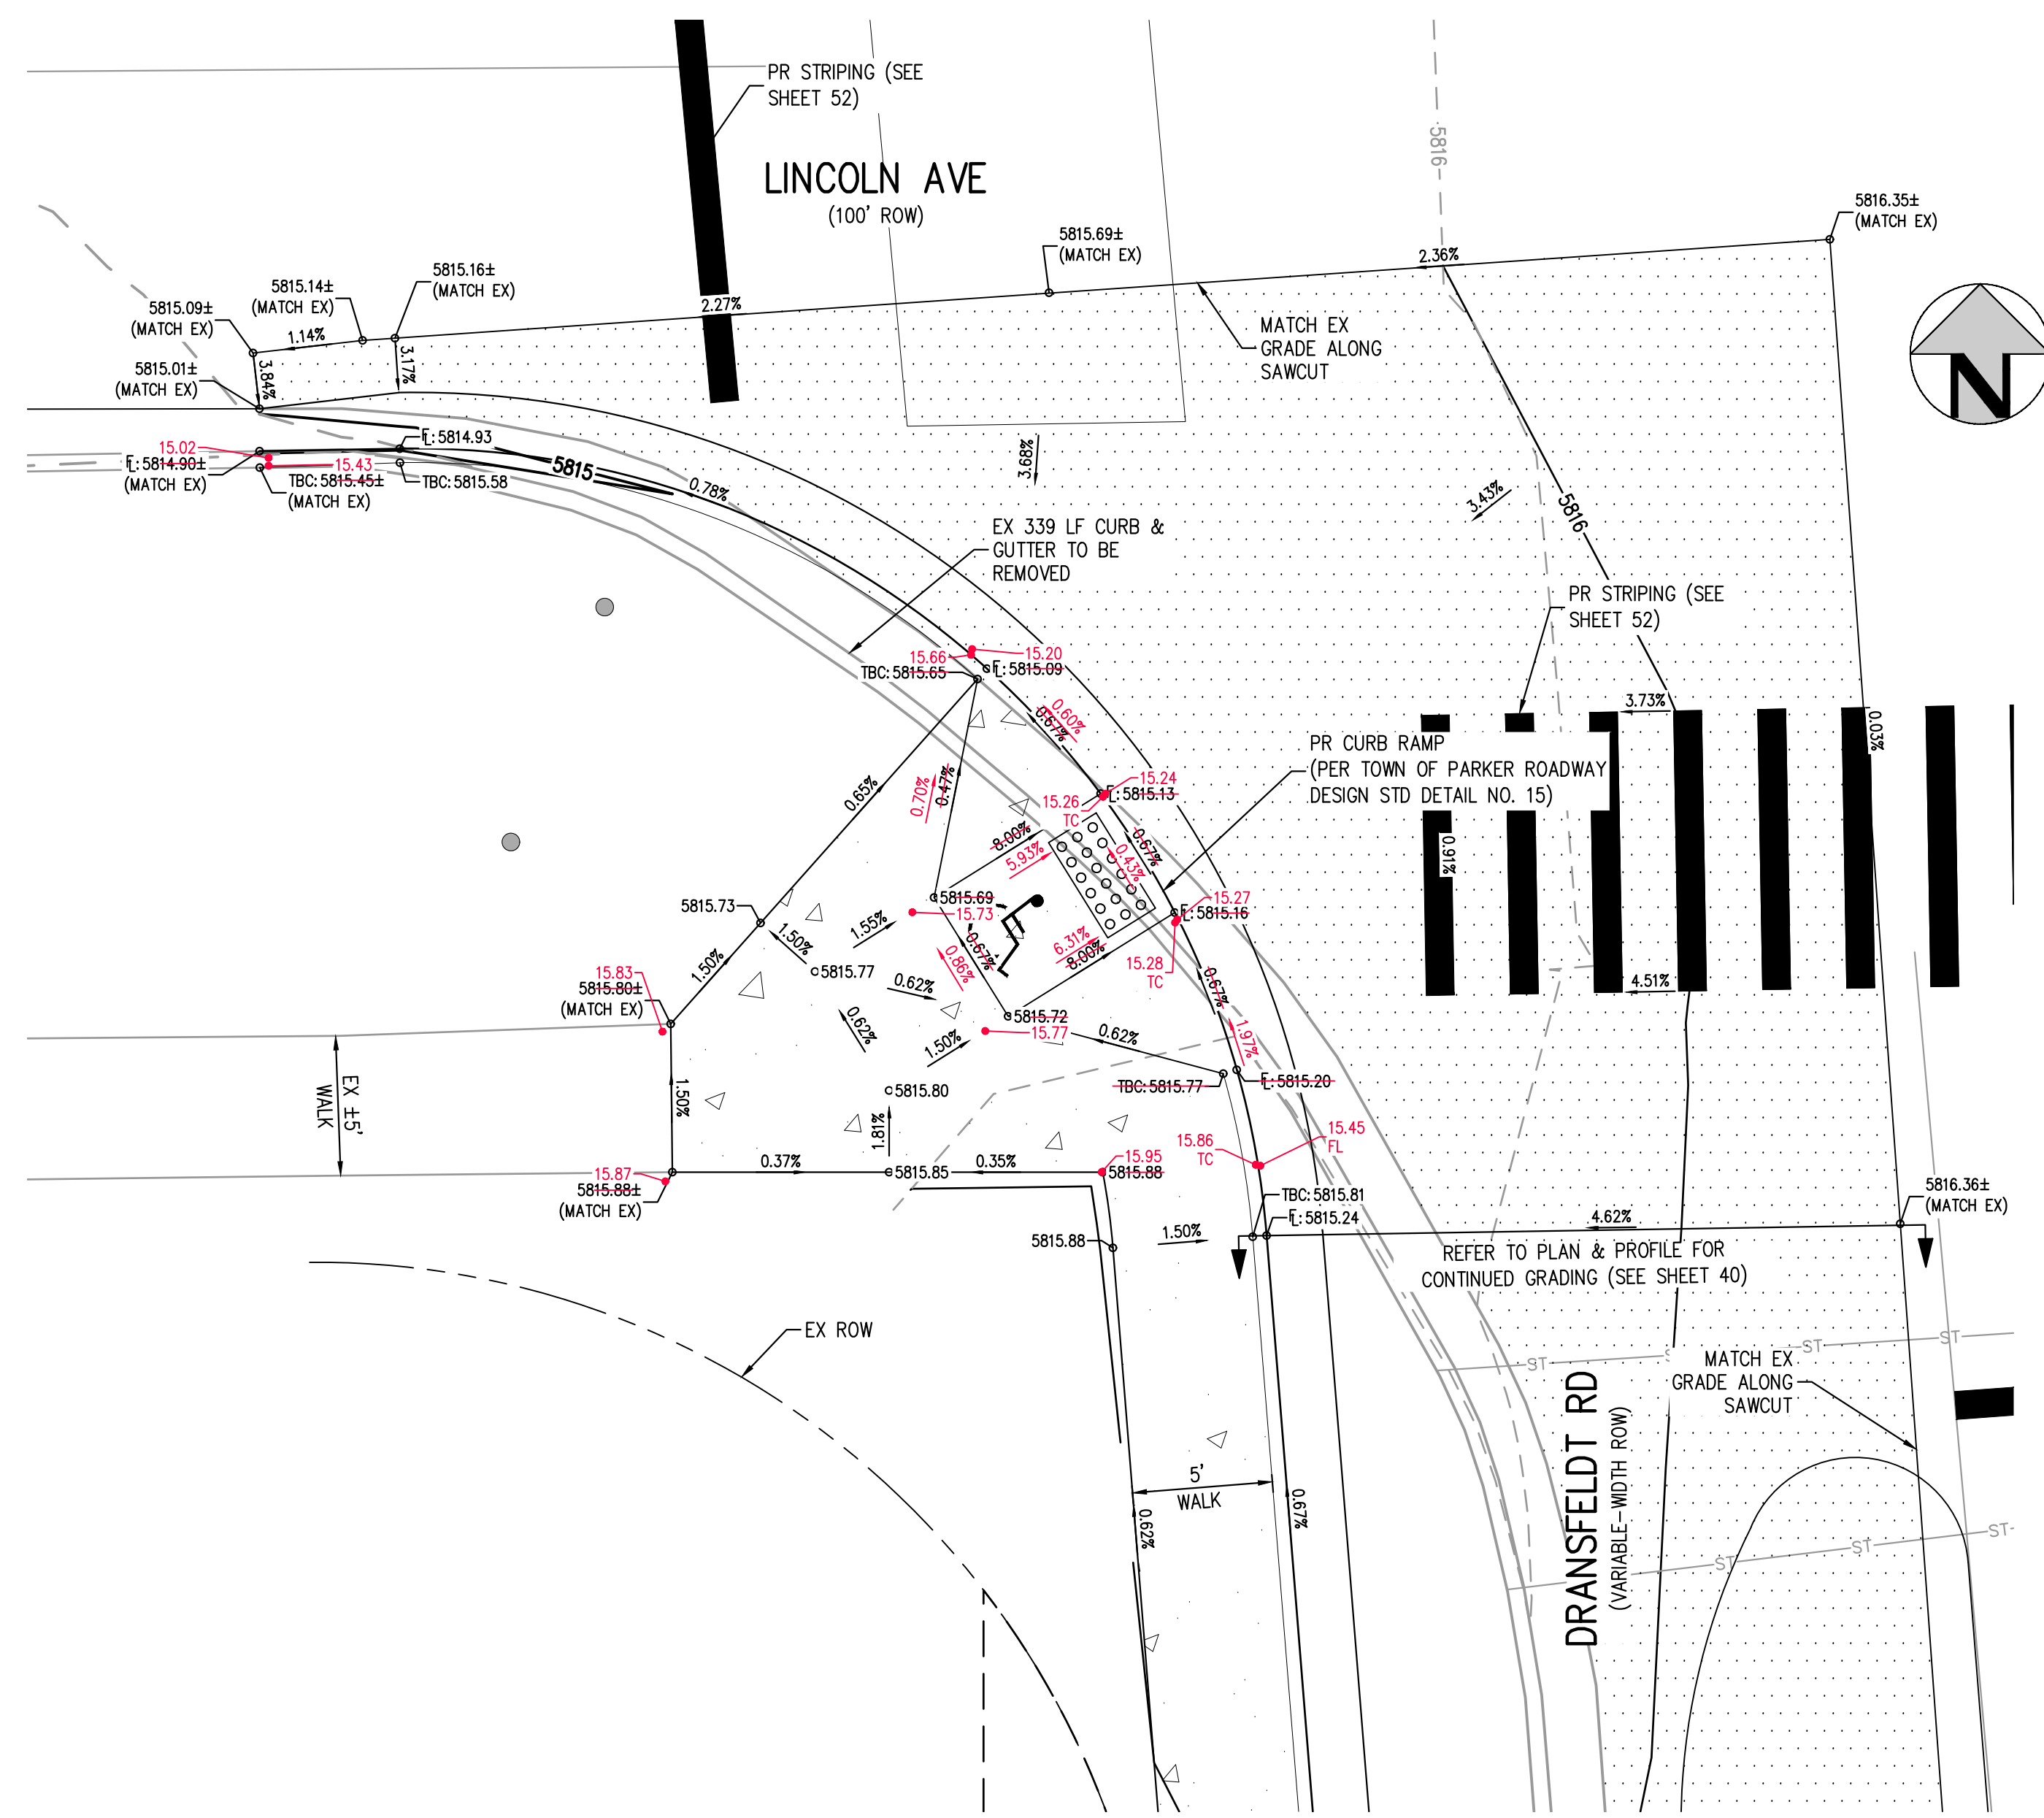 PR STRIPING (SEE
SHEET 52)
LINCOLN AVE
(100' ROW)
5816
5816.35±
(MATCH EX)
5815.69±
(MATCH EX)
2.36%
5815.16±
(MATCH EX)
5815.14±
(MATCH EX)
5815.09±
(MATCH EX)
1.14%
2.27%
3.17%
3.84%
5815.01±
(MATCH EX)
MATCH EX
GRADE ALONG
SAWCUT
N
15.02
FL: 5814.90±
(MATCH EX)
FL: 5814.93
15.43
TBC: 5815.45±
(MATCH EX)
TBC: 5815.58
5815
0.78%
3.68%
3.43%
5816
EX 339 LF CURB &
GUTTER TO BE
REMOVED
PR STRIPING (SEE
SHEET 52)
15.66
TBC: 5815.65
15.20
FL: 5815.09
0.60%
0.67%
3.73%
0.03%
PR CURB RAMP
(PER TOWN OF PARKER ROADWAY
DESIGN STD DETAIL NO. 15)
0.65%
0.70%
0.47%
15.24
FL: 5815.13
15.26
TC
8.00%
5.93%
0.67%
0.43%
0.91%
5815.69
15.73
5815.73
1.55%
1.50%
1.50%
5815.77
0.67%
0.86%
6.31%
8.00%
15.27
FL: 5815.16
15.28
TC
0.67%
0.62%
15.83
5815.80±
(MATCH EX)
4.51%
5815.72
15.77
0.62%
1.50%
0.62%
1.97%
EX ±5'
WALK
1.50%
5815.80
TBC: 5815.77
FL: 5815.20
1.81%
15.45
FL
15.86
TC
15.87
5815.88±
(MATCH EX)
0.37%
5815.85
0.35%
15.95
5815.88
TBC: 5815.81
FL: 5815.24
5816.36±
(MATCH EX)
4.62%
5815.88
1.50%
REFER TO PLAN & PROFILE FOR
CONTINUED GRADING (SEE SHEET 40)
EX ROW
ST
ST
ST
MATCH EX
GRADE ALONG
SAWCUT
5'
WALK
0.62%
0.67%
DRANSFELDT RD
(VARIABLE-WIDTH ROW)
ST
ST
ST